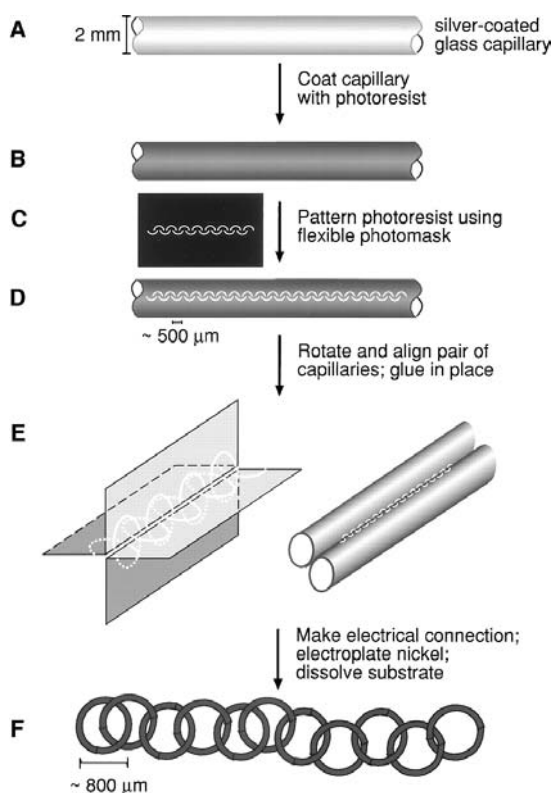 A
2 mm
silver-coated
glass capillary
Coat capillary
with photoresist
B
C
Pattern photoresist using
flexible photomask
D
~ 500 µm
Rotate and align pair of
capillaries; glue in place
E
Make electrical connection;
electroplate nickel;
dissolve substrate
F
~ 800 µm